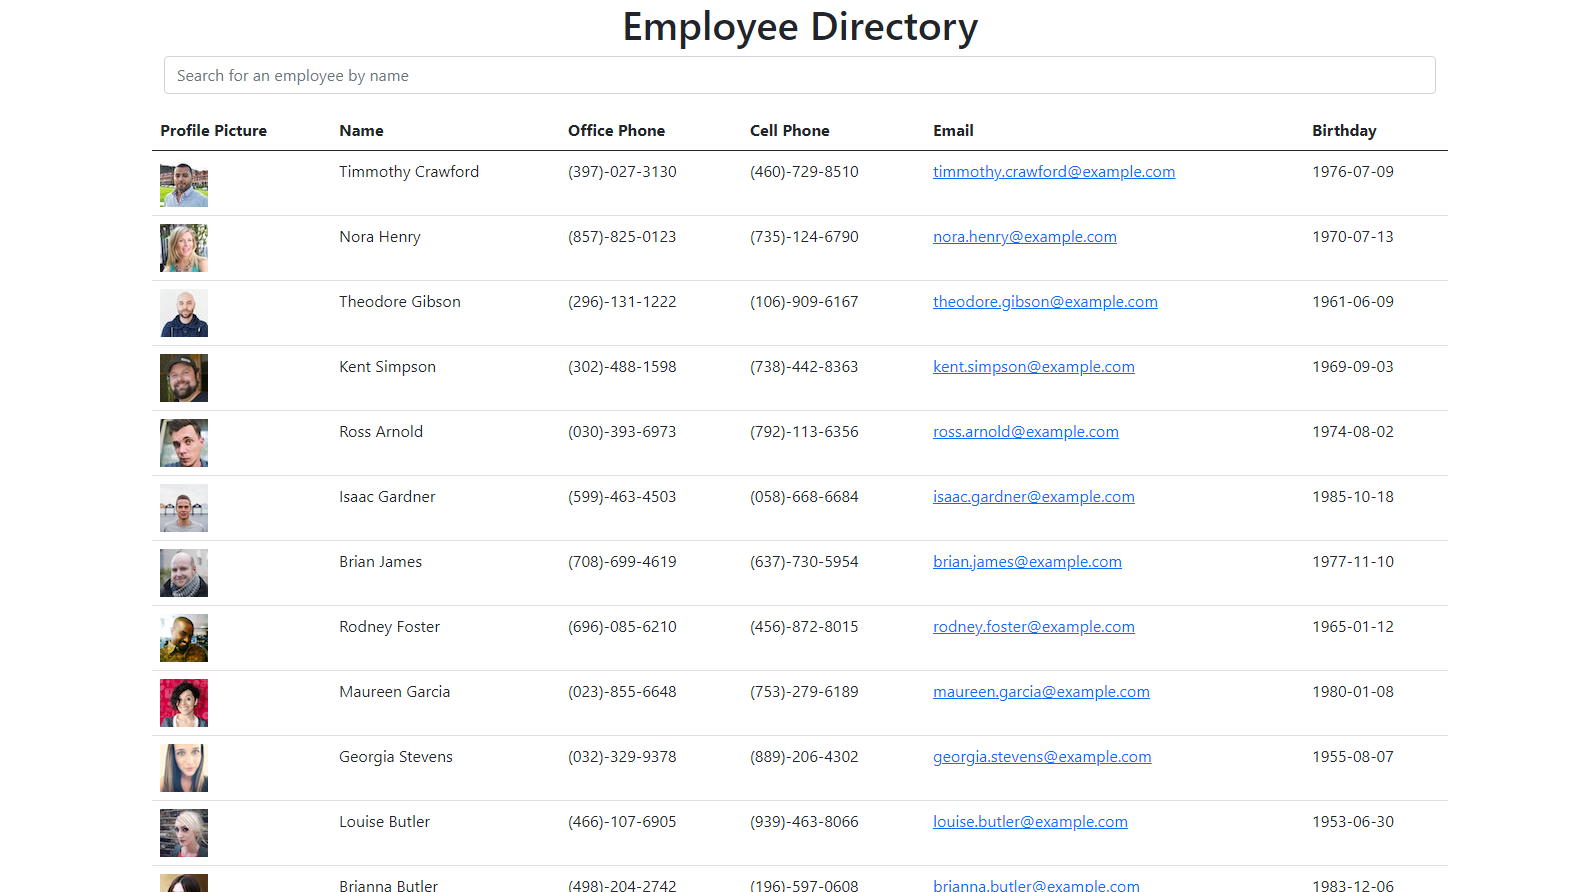 Employee Directory
Search for an employee by name
Profile Picture Name Office Phone Cell Phone Email Birthday
Timmothy Crawford (397)-027-3130 (460)-729-8510 timmothy.crawford@example.com 1976-07-09
Nora Henry (857)-825-0123 (735)-124-6790 nora.henry@example.com 1970-07-13
Theodore Gibson (296)-131-1222 (106)-909-6167 theodore.gibson@example.com 1961-06-09
Kent Simpson (302)-488-1598 (738)-442-8363 kent.simpson@example.com 1969-09-03
Ross Arnold (030)-393-6973 (792)-113-6356 ross.arnold@example.com 1974-08-02
Isaac Gardner (599)-463-4503 (058)-668-6684 isaac.gardner@example.com 1985-10-18
Brian James (708)-699-4619 (637)-730-5954 brian.james@example.com 1977-11-10
Rodney Foster (696)-085-6210 (456)-872-8015 rodney.foster@example.com 1965-01-12
Maureen Garcia (023)-855-6648 (753)-279-6189 maureen.garcia@example.com 1980-01-08
Georgia Stevens (032)-329-9378 (889)-206-4302 georgia.stevens@example.com 1955-08-07
Louise Butler (466)-107-6905 (939)-463-8066 louise.butler@example.com 1953-06-30
Brianna Butler (498)-204-2742 (196)-597-0608 brianna.butler@example.com 1983-12-06